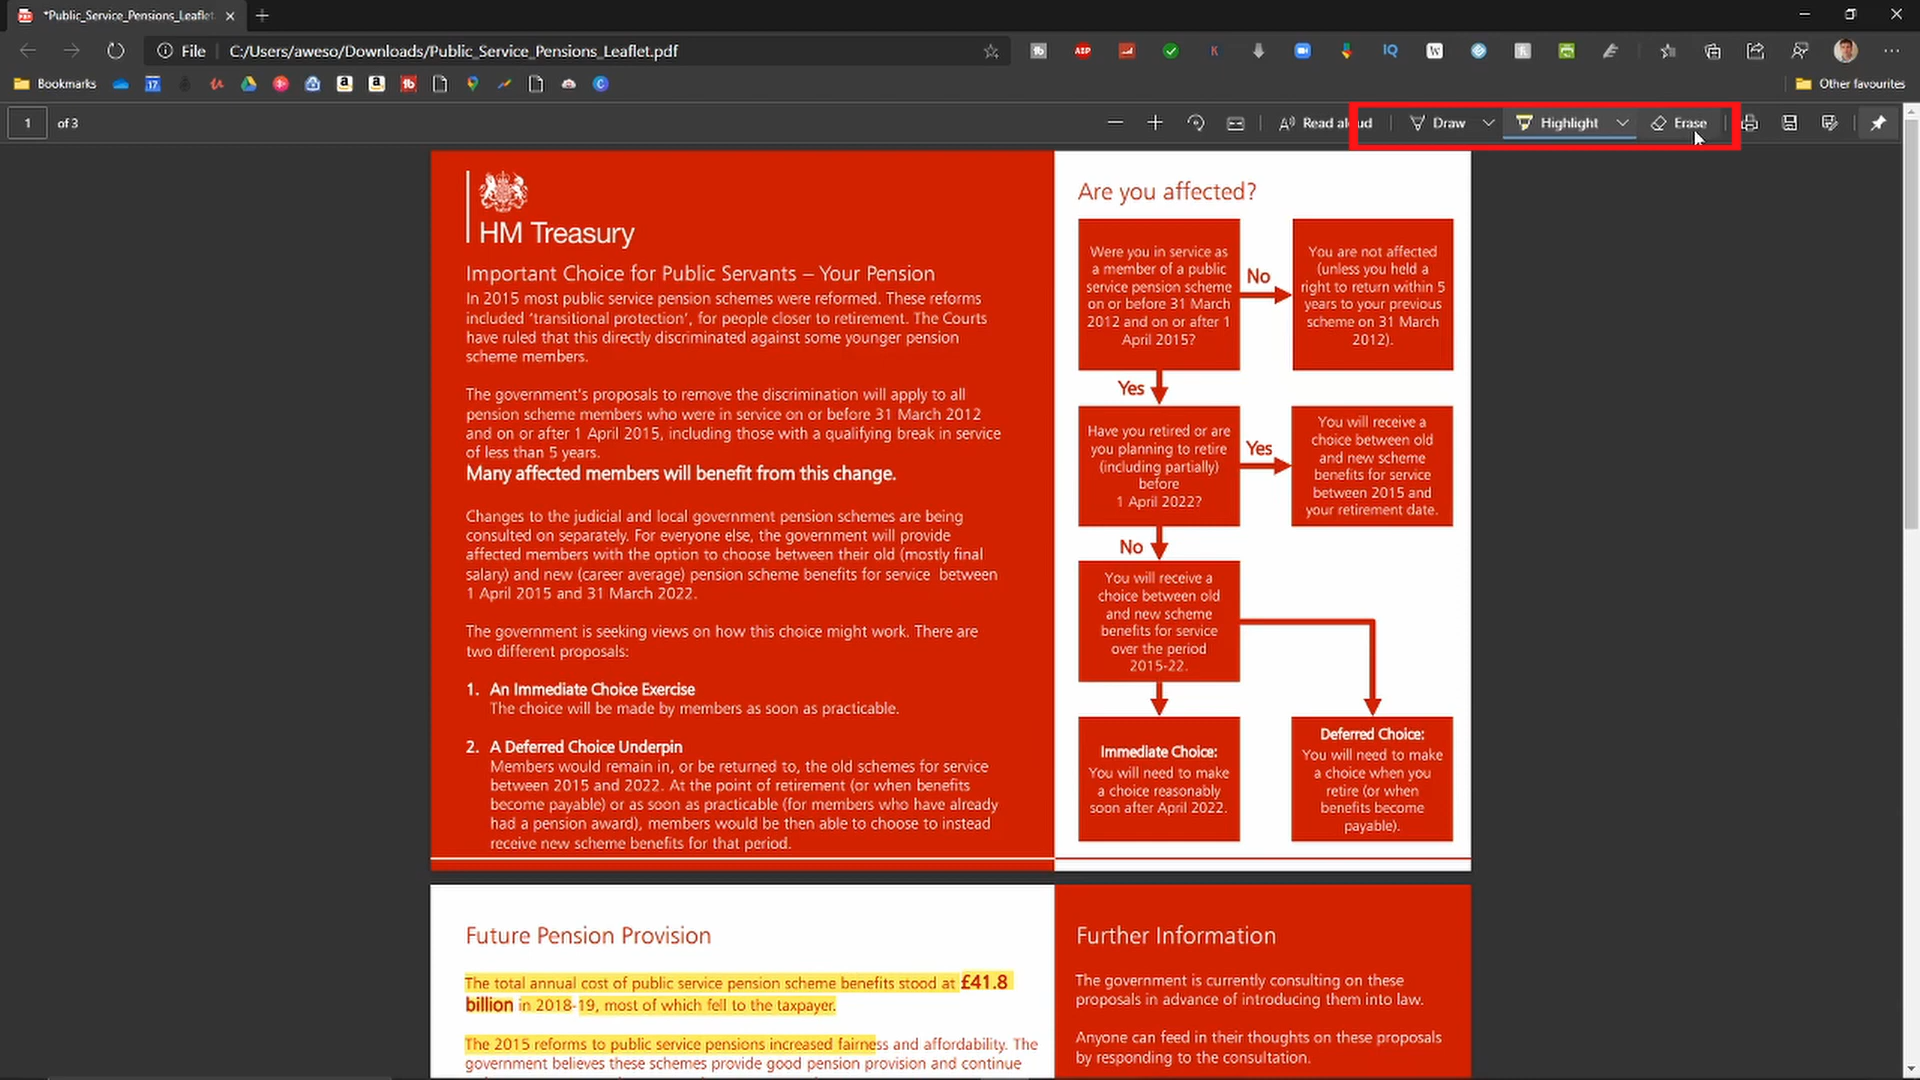 *Public_Service_Pensions_Leaflet
File
C:/Users/aweso/Downloads/Public_Service_Pensions_Leaflet.pdf
Bookmarks
Other favourites
1 of 3
Read aloud
Draw
Highlight
Erase
HM Treasury
Important Choice for Public Servants – Your Pension
In 2015 most public service pension schemes were reformed. These reforms
included ‘transitional protection’, for people closer to retirement. The Courts
have ruled that this directly discriminated against some younger pension
scheme members.
The government’s proposals to remove the discrimination will apply to all
pension scheme members who were in service on or before 31 March 2012
and on or after 1 April 2015, including those with a qualifying break in service
of less than 5 years.
Many affected members will benefit from this change.
Changes to the judicial and local government pension schemes are being
consulted on separately. For everyone else, the government will provide
affected members with the option to choose between their old (mostly final
salary) and new (career average) pension scheme benefits for service between
1 April 2015 and 31 March 2022.
The government is seeking views on how this choice might work. There are
two different proposals:
1. An Immediate Choice Exercise
The choice will be made by members as soon as practicable.
2. A Deferred Choice Underpin
Members would remain in, or be returned to, the old schemes for service
between 2015 and 2022. At the point of retirement (or when benefits
become payable) or as soon as practicable (for members who have already
had a pension award), members would be then able to choose to instead
receive new scheme benefits for that period.
Are you affected?
Were you in service as
a member of a public
service pension scheme
on or before 31 March
2012 and on or after 1
April 2015?
No
You are not affected
(unless you held a
right to return within 5
years to your previous
scheme on 31 March
2012).
Yes
Have you retired or are
you planning to retire
(including partially)
before
1 April 2022?
Yes
You will receive a
choice between old
and new scheme
benefits for service
between 2015 and
your retirement date.
No
You will receive a
choice between old
and new scheme
benefits for service
over the period
2015-22.
Immediate Choice:
You will need to make
a choice reasonably
soon after April 2022.
Deferred Choice:
You will need to make
a choice when you
retire (or when
benefits become
payable).
Future Pension Provision
The total annual cost of public service pension scheme benefits stood at £41.8
billion in 2018-19, most of which fell to the taxpayer.
The 2015 reforms to public service pensions increased fairness and affordability. The
government believes these schemes provide good pension provision and continue
Further Information
The government is currently consulting on these
proposals in advance of introducing them into law.
Anyone can feed in their thoughts on these proposals
by responding to the consultation.